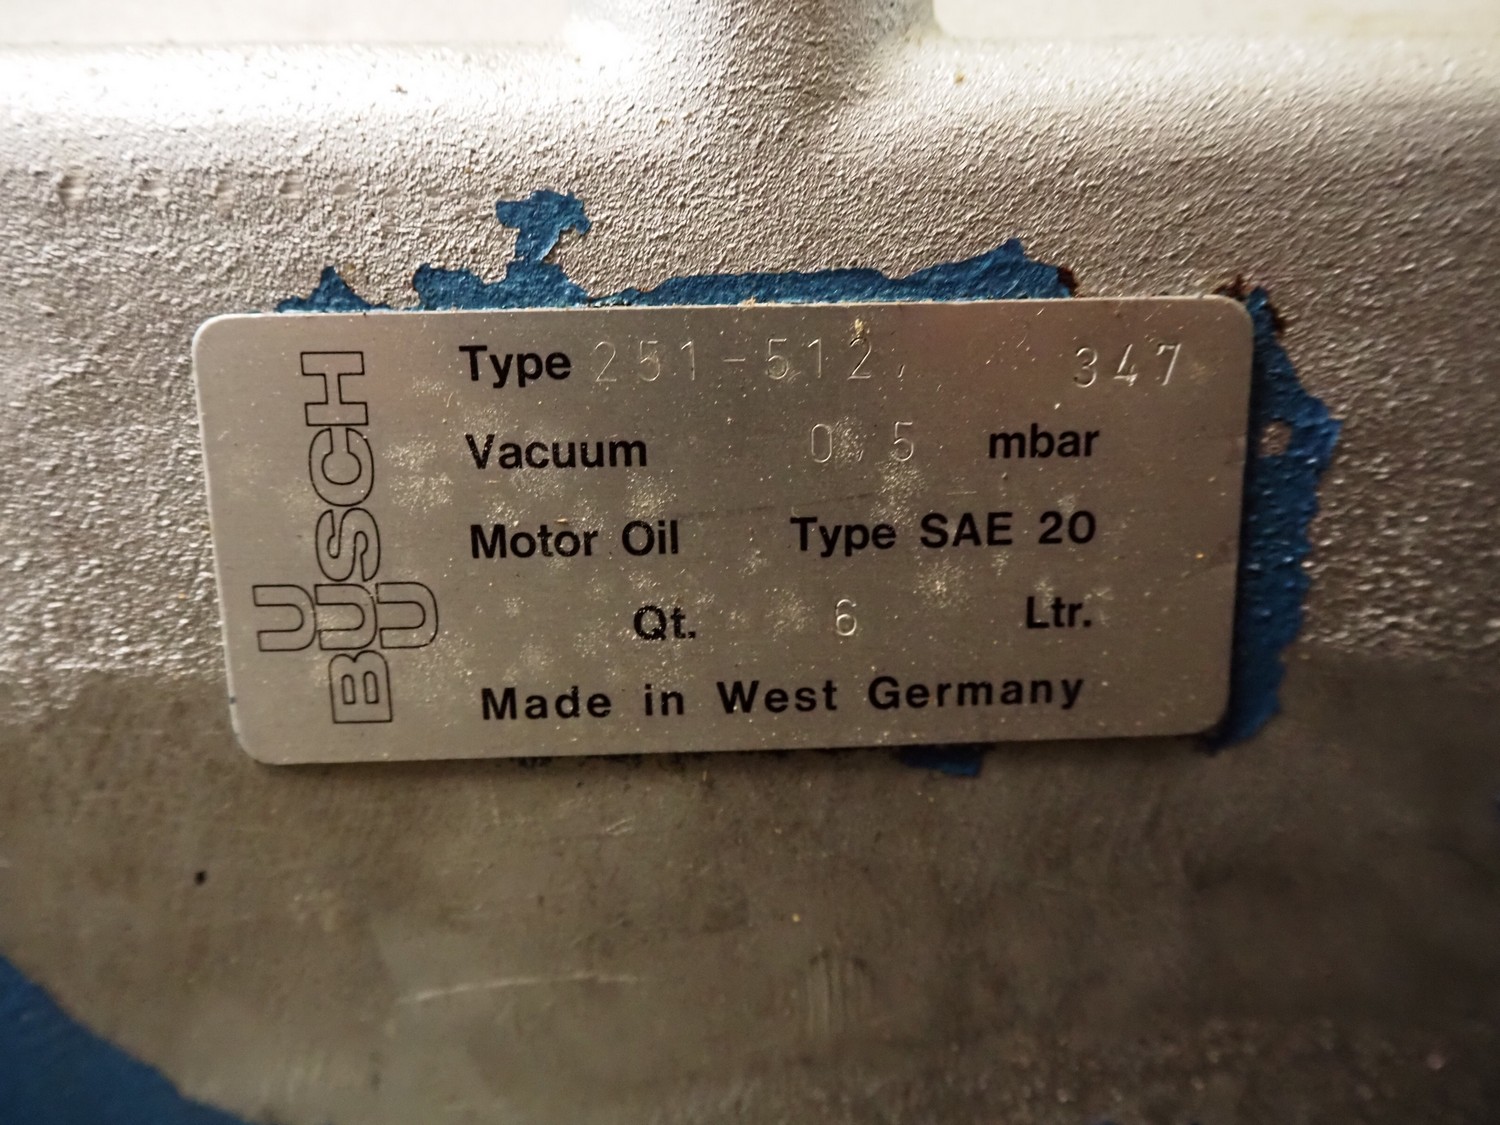 BUSCH
U
U
Type 251-512, 347
Vacuum 0,5 mbar
Motor Oil Type SAE 20
Qt. 6 Ltr.
Made in West Germany